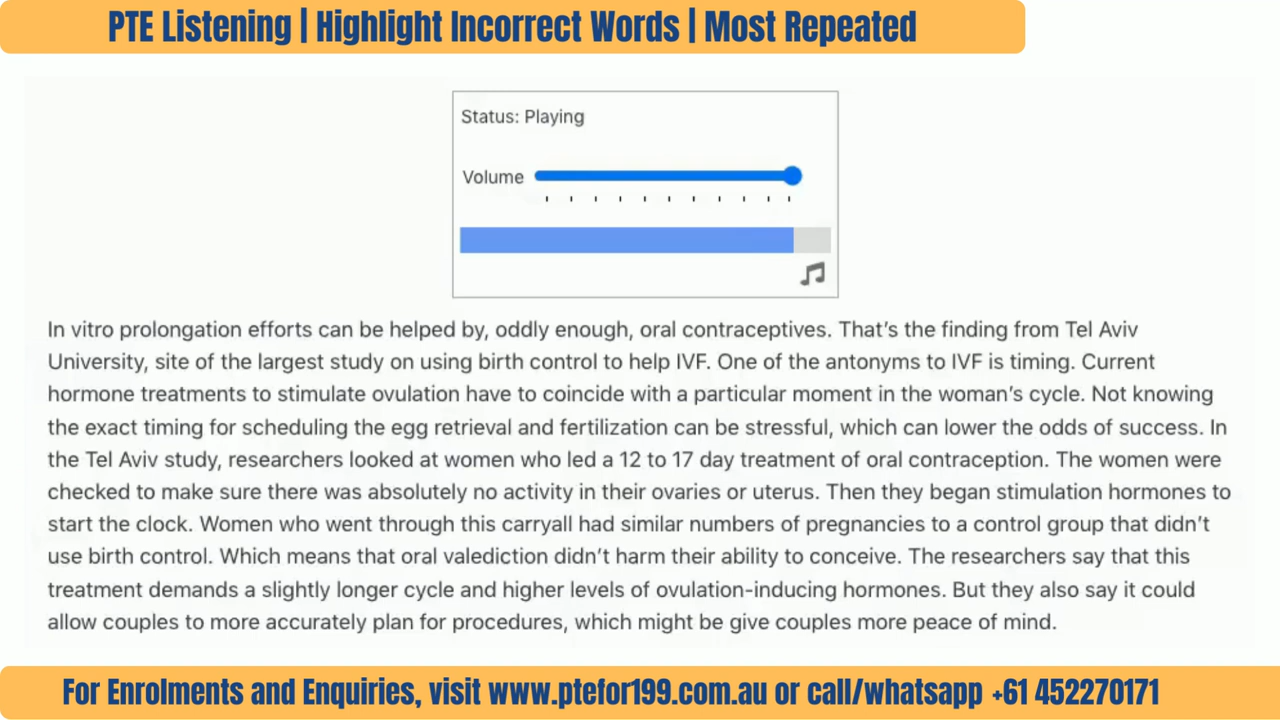 PTE Listening | Highlight Incorrect Words | Most Repeated
Status: Playing
Volume
In vitro prolongation efforts can be helped by, oddly enough, oral contraceptives. That's the finding from Tel Aviv
University, site of the largest study on using birth control to help IVF. One of the antonyms to IVF is timing. Current
hormone treatments to stimulate ovulation have to coincide with a particular moment in the woman's cycle. Not knowing
the exact timing for scheduling the egg retrieval and fertilization can be stressful, which can lower the odds of success. In
the Tel Aviv study, researchers looked at women who led a 12 to 17 day treatment of oral contraception. The women were
checked to make sure there was absolutely no activity in their ovaries or uterus. Then they began stimulation hormones to
start the clock. Women who went through this carryall had similar numbers of pregnancies to a control group that didn't
use birth control. Which means that oral valediction didn't harm their ability to conceive. The researchers say that this
treatment demands a slightly longer cycle and higher levels of ovulation-inducing hormones. But they also say it could
allow couples to more accurately plan for procedures, which might be give couples more peace of mind.
For Enrolments and Enquiries, visit www.ptefor199.com.au or call/whatsapp +61 452270171